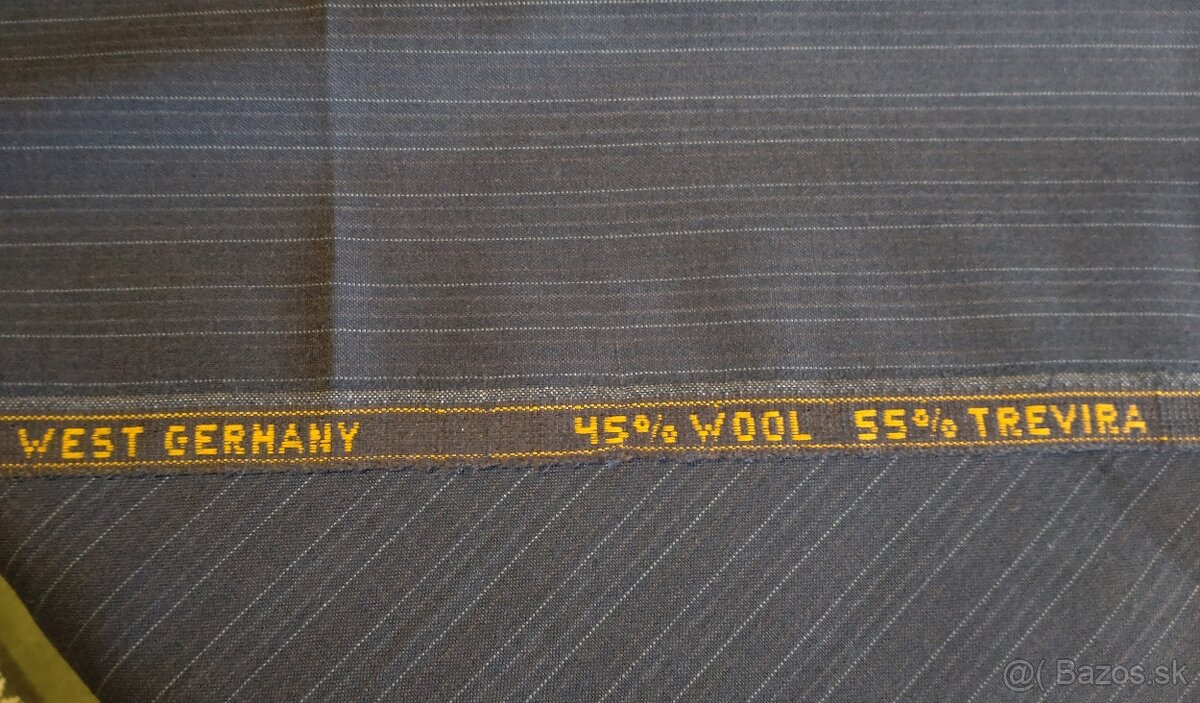 WEST GERMANY 45% WOOL 55% TREVIRA
@( Bazos.sk